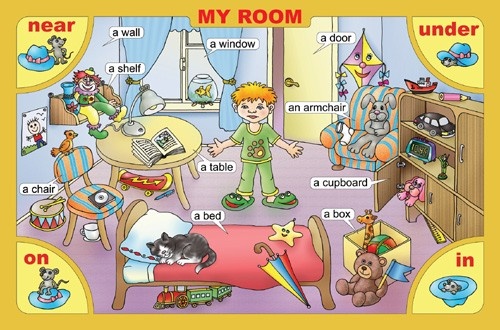 MY ROOM
near
under
a wall
a window
a door
a shelf
an armchair
a table
a chair
a cupboard
a bed
a box
on
in